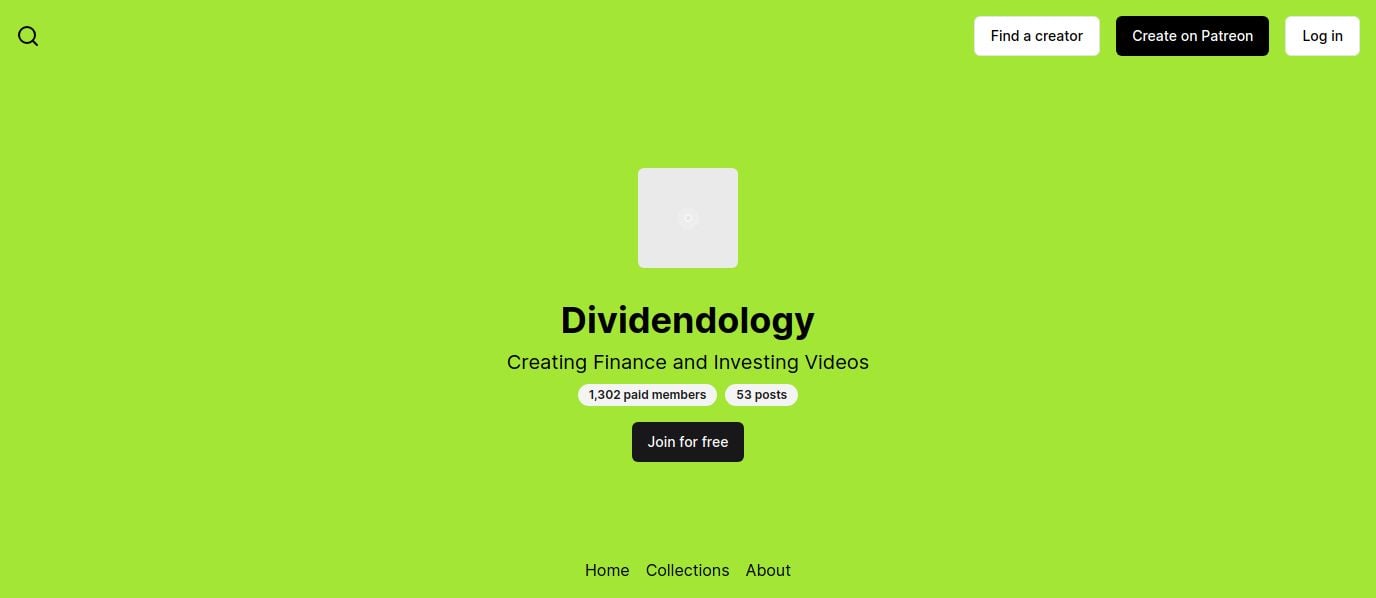 Find a creator
Create on Patreon
Log in
Dividendology
Creating Finance and Investing Videos
1,302 paid members
53 posts
Join for free
Home
Collections
About